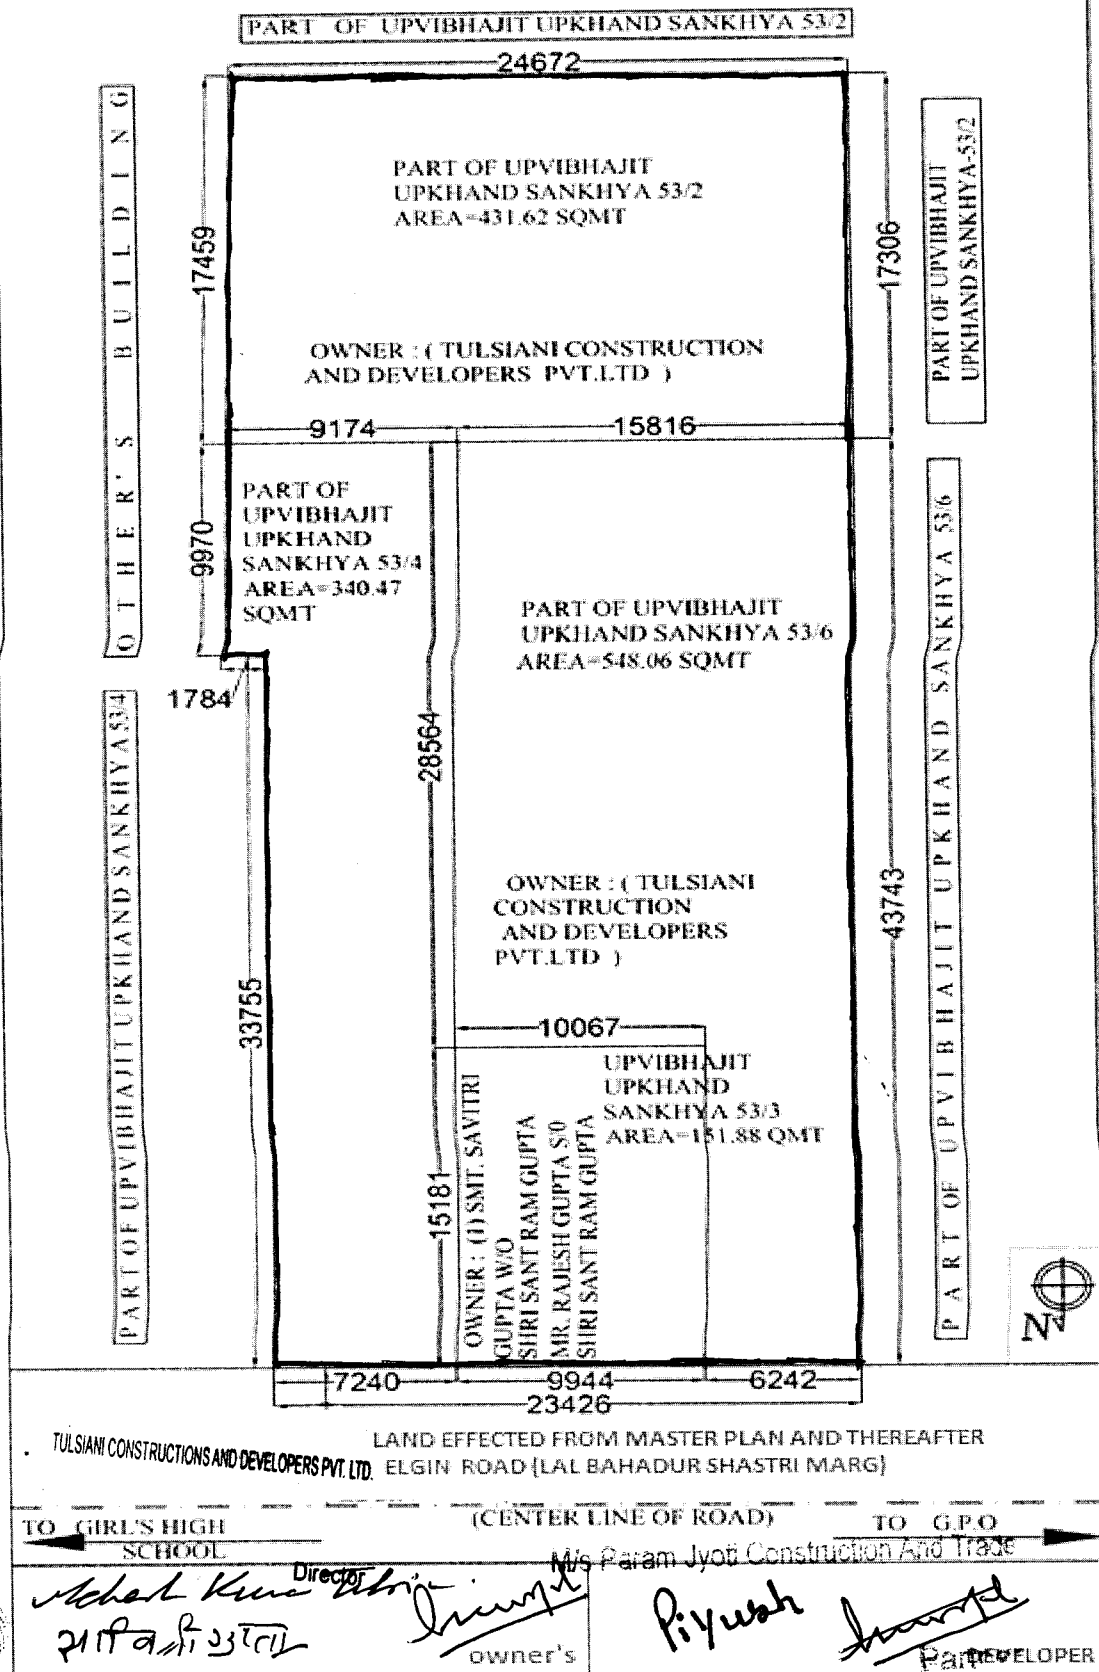 PART OF UPVIBHAJIT UPKHAND SANKHYA 53/2
24672
OTHER'S BUILDING
17459
PART OF UPVIBHAJIT
UPKHAND SANKHYA 53/2
AREA=431.62 SQMT
17306
PART OF UPVIBHAJIT
UPKHAND SANKHYA-53/2
OWNER : ( TULSIANI CONSTRUCTION
AND DEVELOPERS PVT.LTD )
9174
15816
9970
PART OF
UPVIBHAJIT
UPKHAND
SANKHYA 53/4
AREA=340.47
SQMT
PART OF UPVIBHAJIT
UPKHAND SANKHYA 53/6
AREA=548.06 SQMT
PART OF UPVIBHAJIT UPKHAND SANKHYA 53/6
1784
PART OF UPVIBHAJIT UPKHAND SANKHYA 53/4
28564
43743
OWNER : ( TULSIANI
CONSTRUCTION
AND DEVELOPERS
PVT.LTD )
33755
10067
UPVIBHAJIT
UPKHAND
SANKHYA 53/3
AREA=151.88 QMT
15181
OWNER : (1) SMT. SAVITRI
GUPTA W/O
SHRI SANT RAM GUPTA
MR. RAJESH GUPTA S/O
SHRI SANT RAM GUPTA
N
7240
9944
6242
23426
TULSIANI CONSTRUCTIONS AND DEVELOPERS PVT. LTD.
LAND EFFECTED FROM MASTER PLAN AND THEREAFTER
ELGIN ROAD (LAL BAHADUR SHASTRI MARG)
TO GIRL'S HIGH
SCHOOL
(CENTER LINE OF ROAD)
TO G.P.O
M/s Param Jyoti Construction And Trade
Director
सावित्री गुप्ता
owner's
Piyush
DEVELOPER